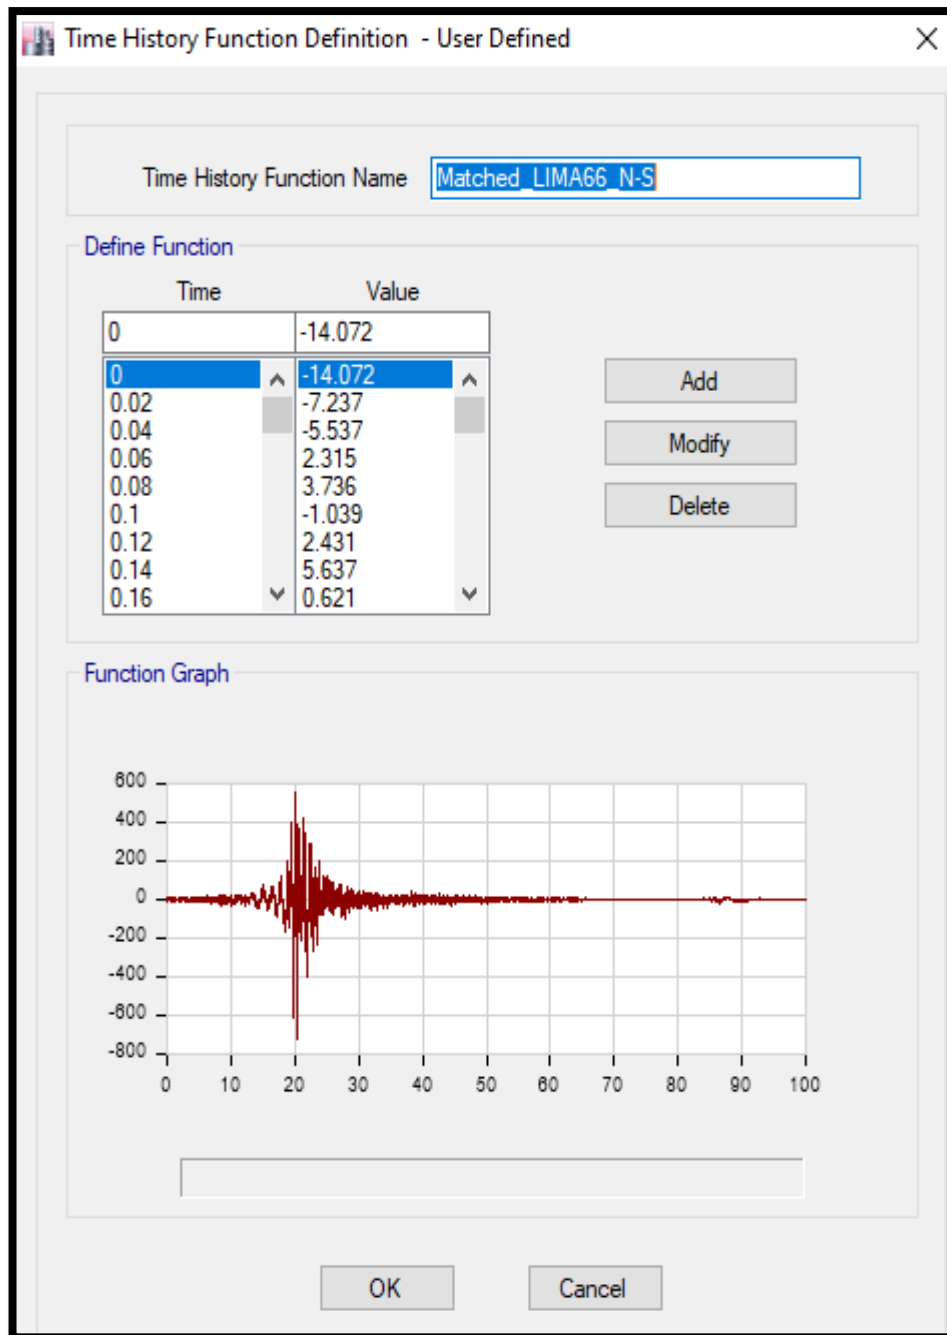 Time History Function Definition - User Defined
Time History Function Name Matched_LIMA66_N-S
Define Function
Time Value
0 -14.072
0 -14.072
0.02 -7.237
0.04 -5.537
0.06 2.315
0.08 3.736
0.1 -1.039
0.12 2.431
0.14 5.637
0.16 0.621
Add
Modify
Delete
Function Graph
600
400
200
0
-200
-400
-600
-800
0 10 20 30 40 50 60 70 80 90 100
OK Cancel